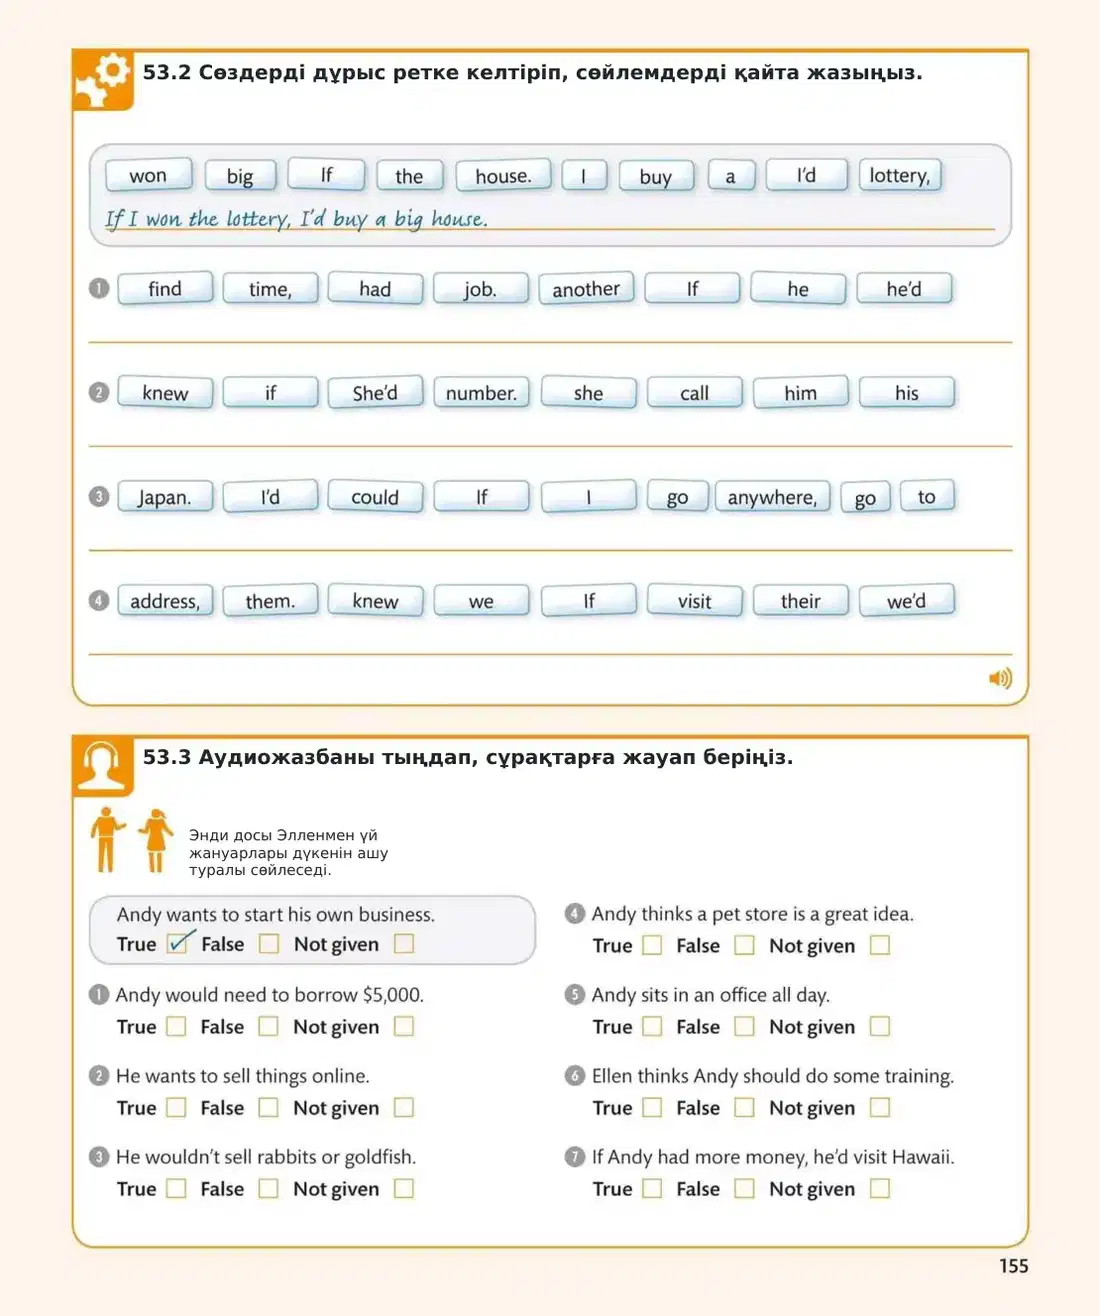 53.2 Сөздерді дұрыс ретке келтіріп, сөйлемдерді қайта жазыңыз.
won big If the house. I buy a I'd lottery,
If I won the lottery, I'd buy a big house.
1 find time, had job. another If he he'd
2 knew if She'd number. she call him his
3 Japan. I'd could If I go anywhere, go to
4 address, them. knew we If visit their we'd
53.3 Аудиожазбаны тыңдап, сұрақтарға жауап беріңіз.
Энди досы Элленмен үй
жануарлары дүкенін ашу
туралы сөйлеседі.
Andy wants to start his own business.
True False Not given
1 Andy would need to borrow $5,000.
True False Not given
2 He wants to sell things online.
True False Not given
3 He wouldn't sell rabbits or goldfish.
True False Not given
4 Andy thinks a pet store is a great idea.
True False Not given
5 Andy sits in an office all day.
True False Not given
6 Ellen thinks Andy should do some training.
True False Not given
7 If Andy had more money, he'd visit Hawaii.
True False Not given
155